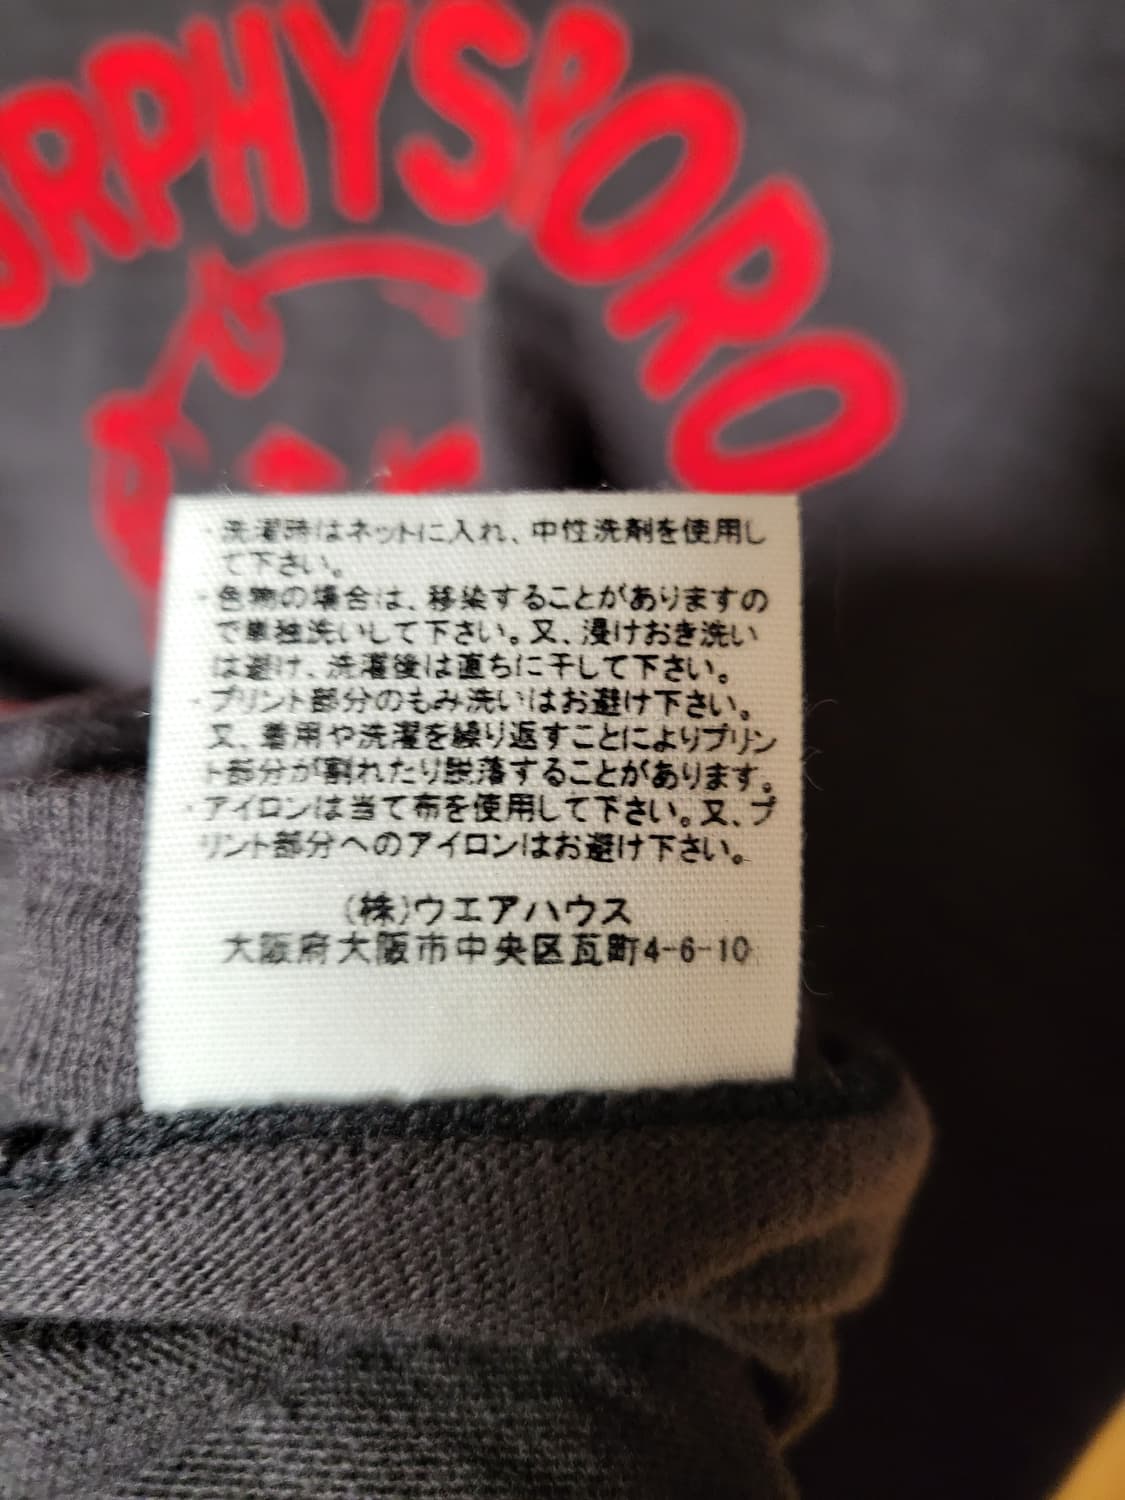 URPHYSBORO
・洗濯時はネットに入れ、中性洗剤を使用し
て下さい。
・色物の場合は、移染することがありますの
で単独洗いして下さい。又、浸けおき洗い
は避け、洗濯後は直ちに干して下さい。
・プリント部分のもみ洗いはお避け下さい。
又、着用や洗濯を繰り返すことによりプリン
ト部分が割れたり脱落することがあります。
・アイロンは当て布を使用して下さい。又、プ
リント部分へのアイロンはお避け下さい。
(株)ウエアハウス
大阪府大阪市中央区瓦町4-6-10